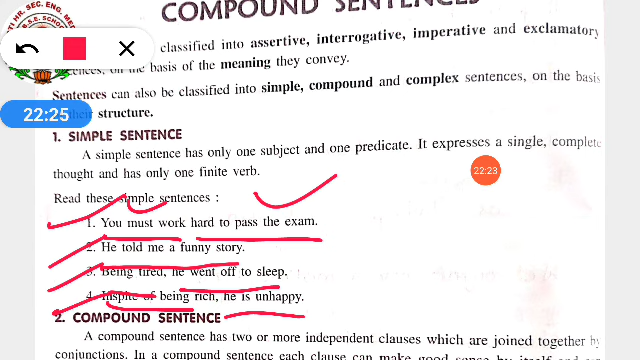 COMPOUND SENTENCES
TI HR. SEC. ENG. MED
classified into assertive, interrogative, imperative and exclamatory
on the basis of the meaning they convey.
Sentences can also be classified into simple, compound and complex sentences, on the basis
structure.
22:25
1. SIMPLE SENTENCE
A simple sentence has only one subject and one predicate. It expresses a single, complete
thought and has only one finite verb.
22:23
Read these simple sentences :
1. You must work hard to pass the exam.
2. He told me a funny story.
3. Being tired, he went off to sleep.
4. Inspite of being rich, he is unhappy.
2. COMPOUND SENTENCE
A compound sentence has two or more independent clauses which are joined together by
conjunctions. In a compound sentence each clause can make good sense by itself and